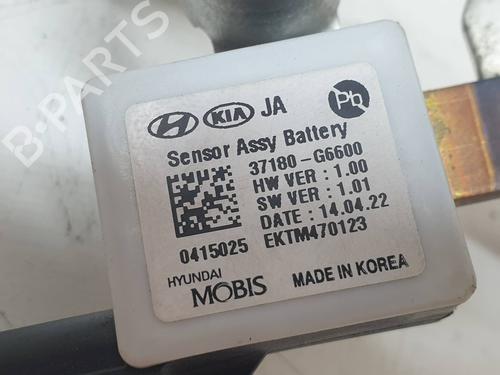 B-PARTS
KIA JA
Pb
Sensor Assy Battery
37180 -G6600
HW VER : 1.00
SW VER : 1.01
DATE : 14.04.22
0415025 EKTM470123
HYUNDAI
MOBIS MADE IN KOREA